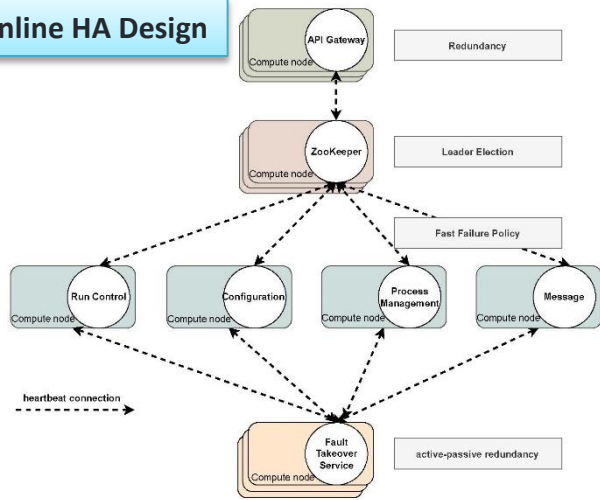 nline HA Design
API Gateway
Compute node
Redundancy
ZooKeeper
Compute node
Leader Election
Fast Failure Policy
Run Control
Compute node
Configuration
Compute node
Process
Management
Compute node
Message
Compute node
heartbeat connection
Fault
Takeover
Service
Compute node
active-passive redundancy